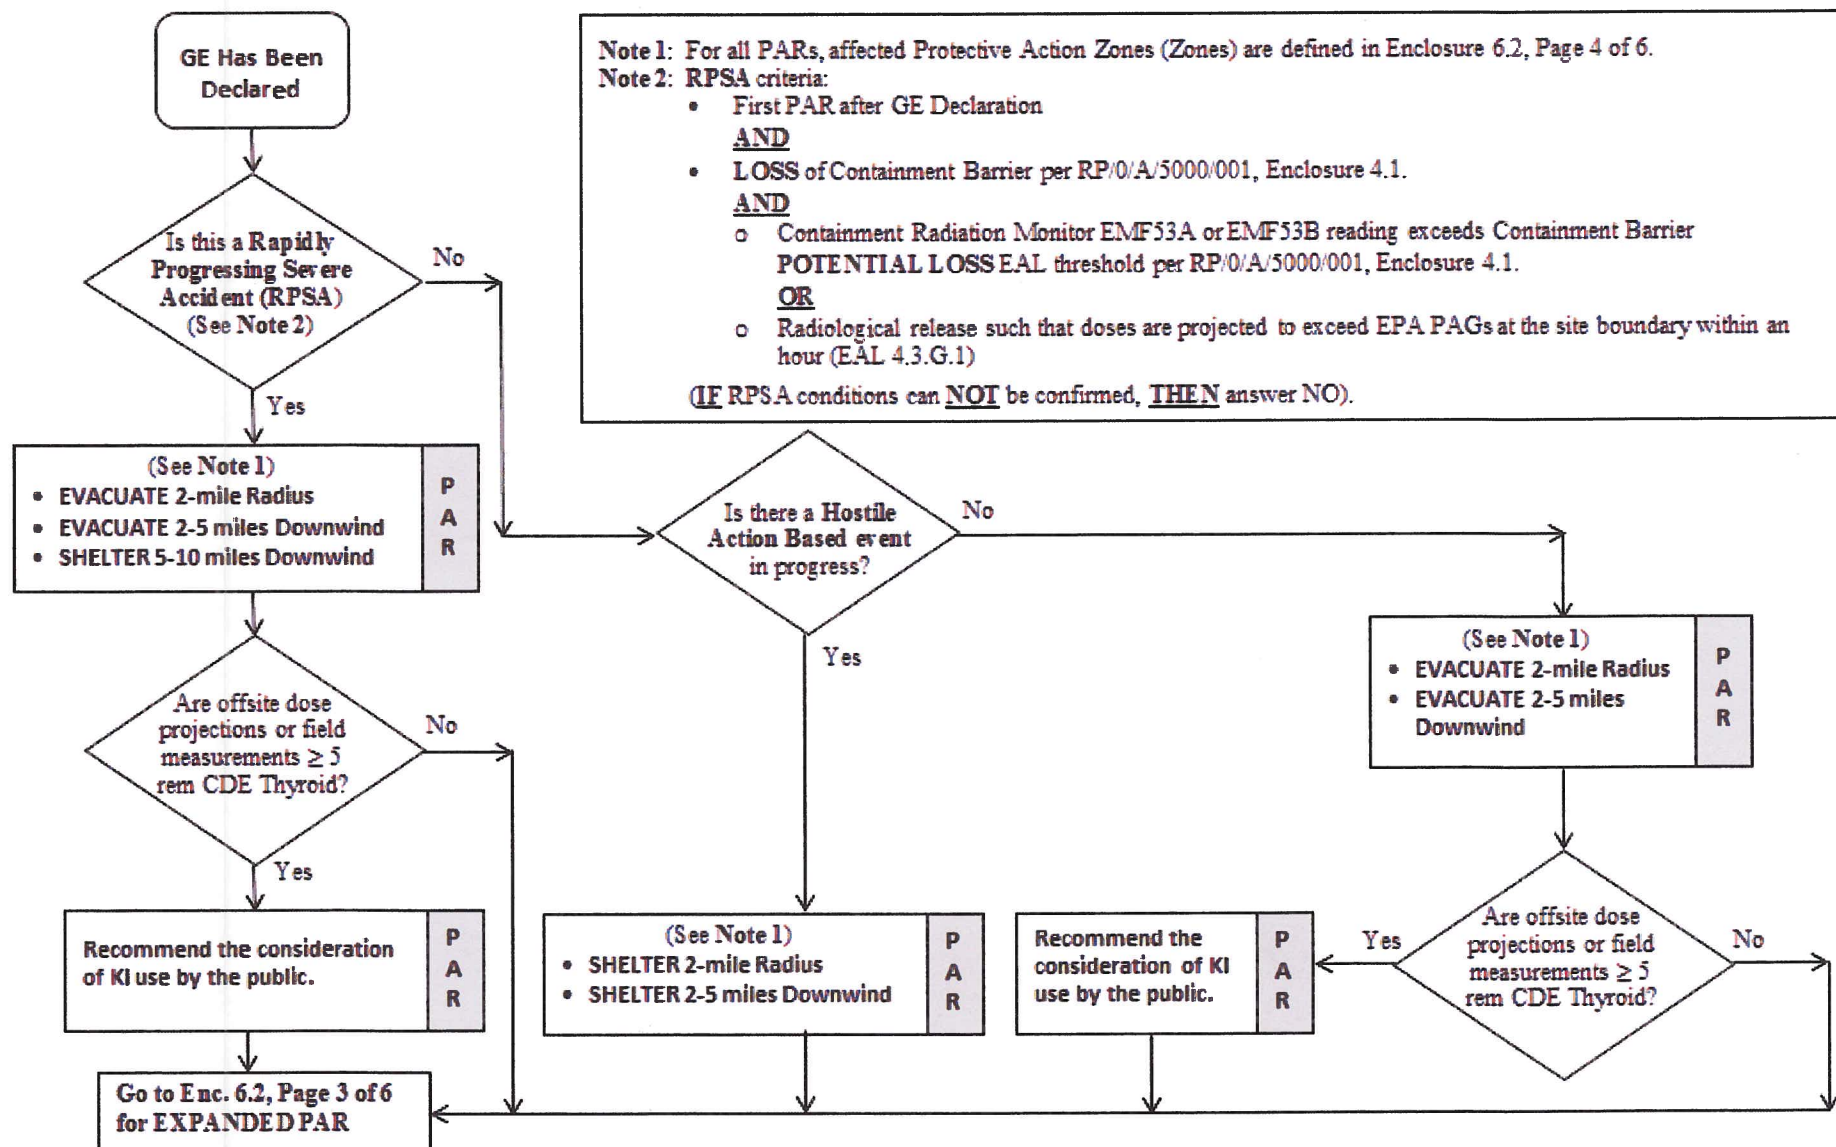 GE Has Been
Declared
Note 1: For all PARs, affected Protective Action Zones (Zones) are defined in Enclosure 6.2, Page 4 of 6.
Note 2: RPSA criteria:
• First PAR after GE Declaration
AND
• LOSS of Containment Barrier per RP/0/A/5000/001, Enclosure 4.1.
AND
o Containment Radiation Monitor EMF53A or EMF53B reading exceeds Containment Barrier
POTENTIAL LOSS EAL threshold per RP/0/A/5000/001, Enclosure 4.1.
OR
o Radiological release such that doses are projected to exceed EPA PAGs at the site boundary within an
hour (EAL 4.3.G.1)
(IF RPSA conditions can NOT be confirmed, THEN answer NO).
Is this a Rapidly
Progressing Severe
Accident (RPSA)
(See Note 2)
No
Yes
(See Note 1)
• EVACUATE 2-mile Radius
• EVACUATE 2-5 miles Downwind
• SHELTER 5-10 miles Downwind
P
A
R
Is there a Hostile
Action Based event
in progress?
No
Yes
(See Note 1)
• EVACUATE 2-mile Radius
• EVACUATE 2-5 miles
Downwind
P
A
R
Are offsite dose
projections or field
measurements ≥ 5
rem CDE Thyroid?
No
Yes
Recommend the consideration
of KI use by the public.
P
A
R
(See Note 1)
• SHELTER 2-mile Radius
• SHELTER 2-5 miles Downwind
P
A
R
Recommend the
consideration of KI
use by the public.
P
A
R
Yes
Are offsite dose
projections or field
measurements ≥ 5
rem CDE Thyroid?
No
Go to Enc. 6.2, Page 3 of 6
for EXPANDED PAR